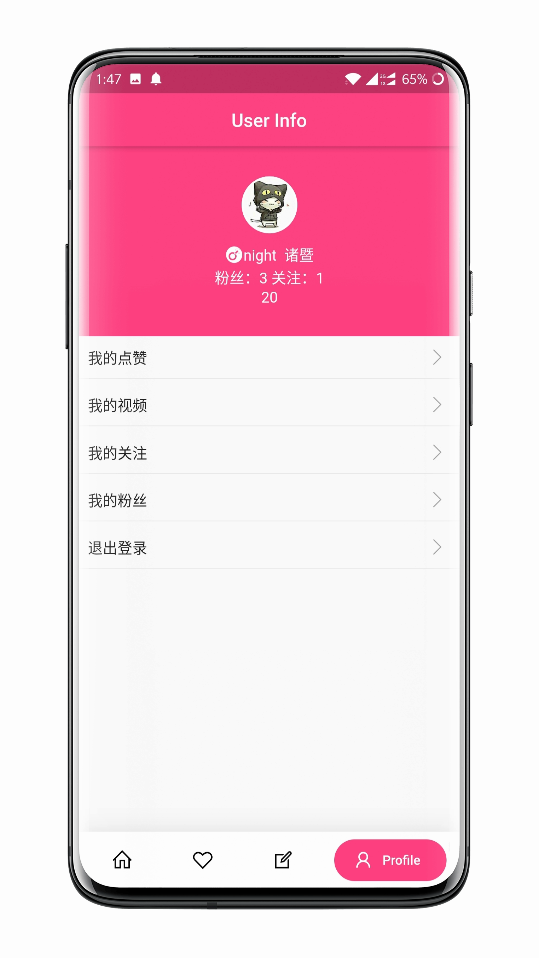 1:47 65%
User Info
night 诸暨
粉丝：3 关注：1
20
我的点赞
我的视频
我的关注
我的粉丝
退出登录
Profile